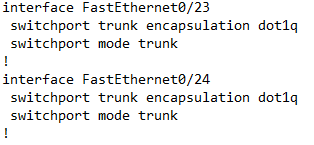 interface FastEthernet0/23
 switchport trunk encapsulation dot1q
 switchport mode trunk
!
interface FastEthernet0/24
 switchport trunk encapsulation dot1q
 switchport mode trunk
!